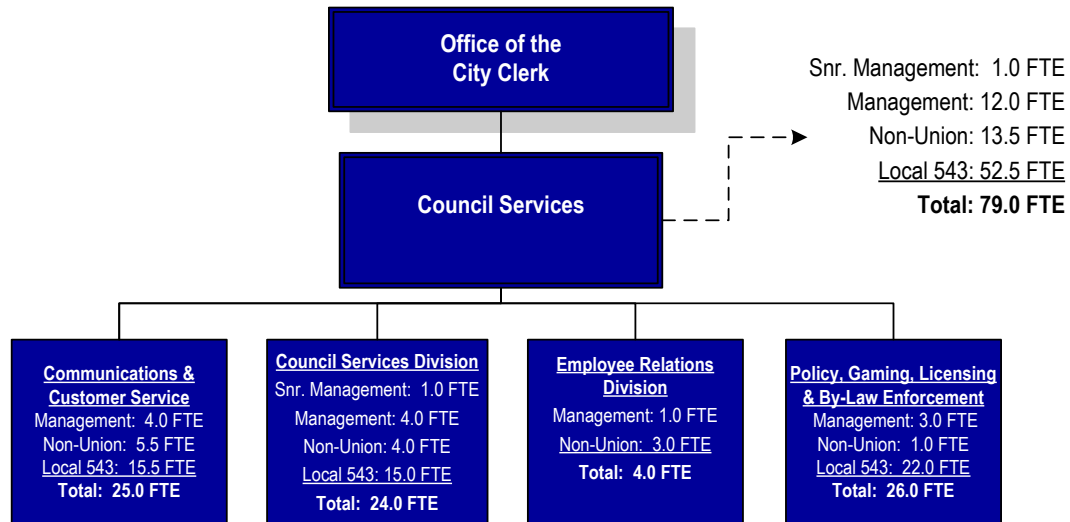 Office of the
City Clerk
Snr. Management: 1.0 FTE
Management: 12.0 FTE
Non-Union: 13.5 FTE
Local 543: 52.5 FTE
Total: 79.0 FTE
Council Services
Communications &
Customer Service
Management: 4.0 FTE
Non-Union: 5.5 FTE
Local 543: 15.5 FTE
Total: 25.0 FTE
Council Services Division
Snr. Management: 1.0 FTE
Management: 4.0 FTE
Non-Union: 4.0 FTE
Local 543: 15.0 FTE
Total: 24.0 FTE
Employee Relations
Division
Management: 1.0 FTE
Non-Union: 3.0 FTE
Total: 4.0 FTE
Policy, Gaming, Licensing
& By-Law Enforcement
Management: 3.0 FTE
Non-Union: 1.0 FTE
Local 543: 22.0 FTE
Total: 26.0 FTE